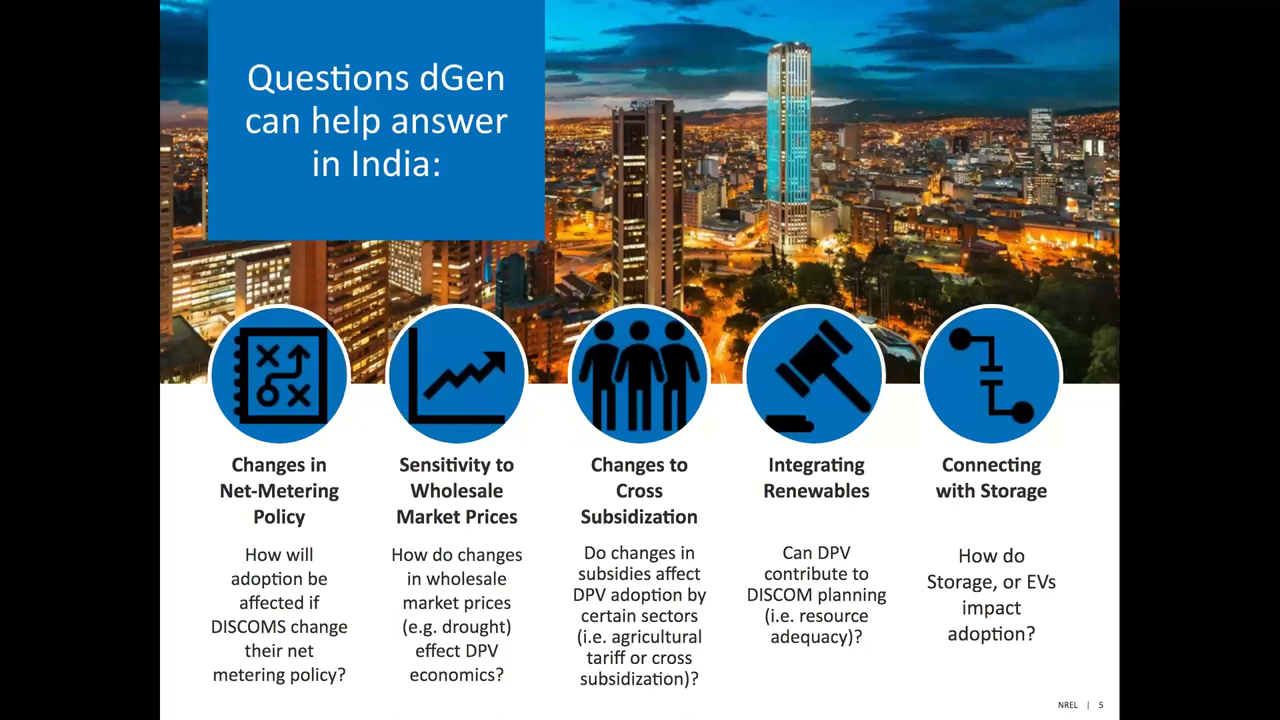 Questions dGen
can help answer
in India:
Changes in
Net-Metering
Policy
How will
adoption be
affected if
DISCOMS change
their net
metering policy?
Sensitivity to
Wholesale
Market Prices
How do changes
in wholesale
market prices
(e.g. drought)
effect DPV
economics?
Changes to
Cross
Subsidization
Do changes in
subsidies affect
DPV adoption by
certain sectors
(i.e. agricultural
tariff or cross
subsidization)?
Integrating
Renewables
Can DPV
contribute to
DISCOM planning
(i.e. resource
adequacy)?
Connecting
with Storage
How do
Storage, or EVs
impact
adoption?
NREL | 5